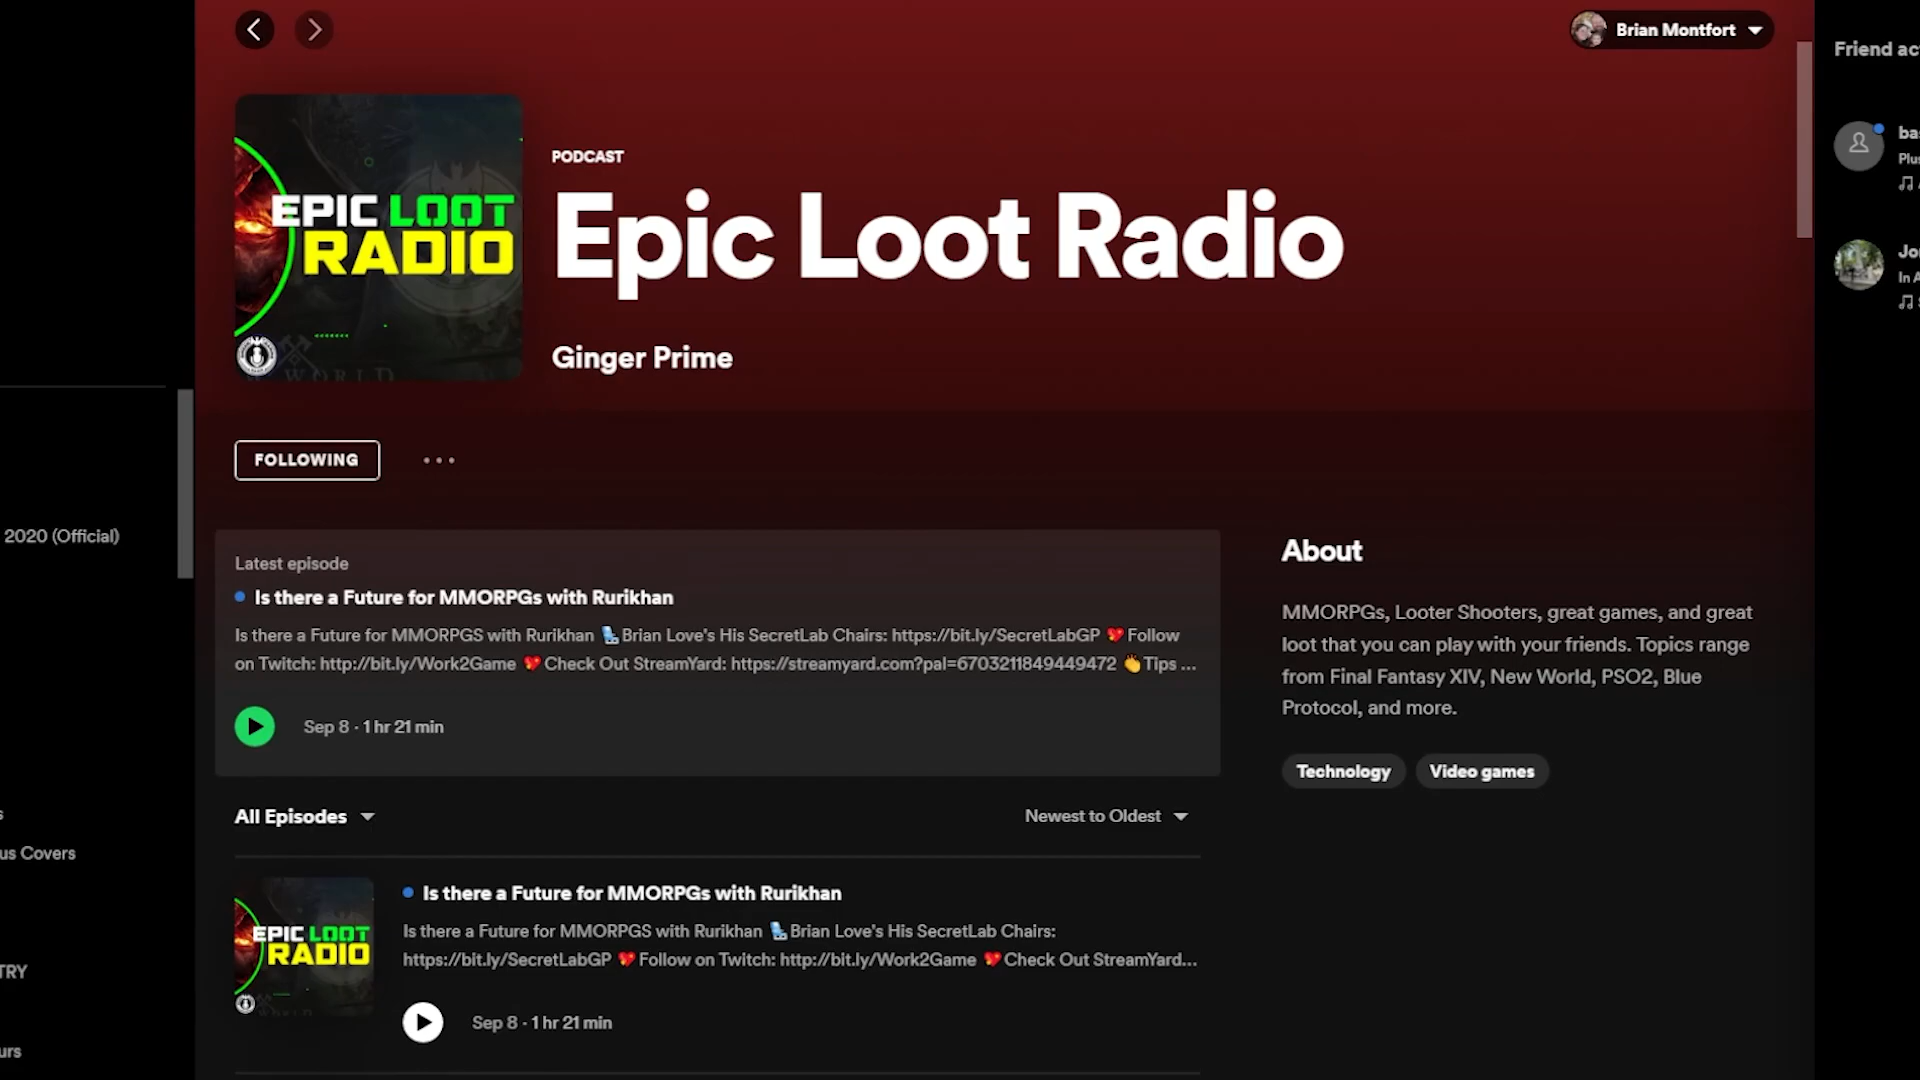 Brian Montfort
Friend ac
EPIC LOOT
RADIO
WORLD
PODCAST
Epic Loot Radio
Ginger Prime
FOLLOWING
2020 (Official)
us Covers
TRY
urs
Latest episode
Is there a Future for MMORPGs with Rurikhan
Is there a Future for MMORPGS with Rurikhan 💺Brian Love's His SecretLab Chairs: https://bit.ly/SecretLabGP 💖Follow
on Twitch: http://bit.ly/Work2Game 💖Check Out StreamYard: https://streamyard.com?pal=6703211849449472 👏Tips ...
Sep 8 · 1 hr 21 min
About
MMORPGs, Looter Shooters, great games, and great
loot that you can play with your friends. Topics range
from Final Fantasy XIV, New World, PSO2, Blue
Protocol, and more.
Technology
Video games
All Episodes
Newest to Oldest
EPIC LOOT
RADIO
Is there a Future for MMORPGs with Rurikhan
Is there a Future for MMORPGS with Rurikhan 💺Brian Love's His SecretLab Chairs:
https://bit.ly/SecretLabGP 💖Follow on Twitch: http://bit.ly/Work2Game 💖Check Out StreamYard...
Sep 8 · 1 hr 21 min
bas
Plus
Jo
In A